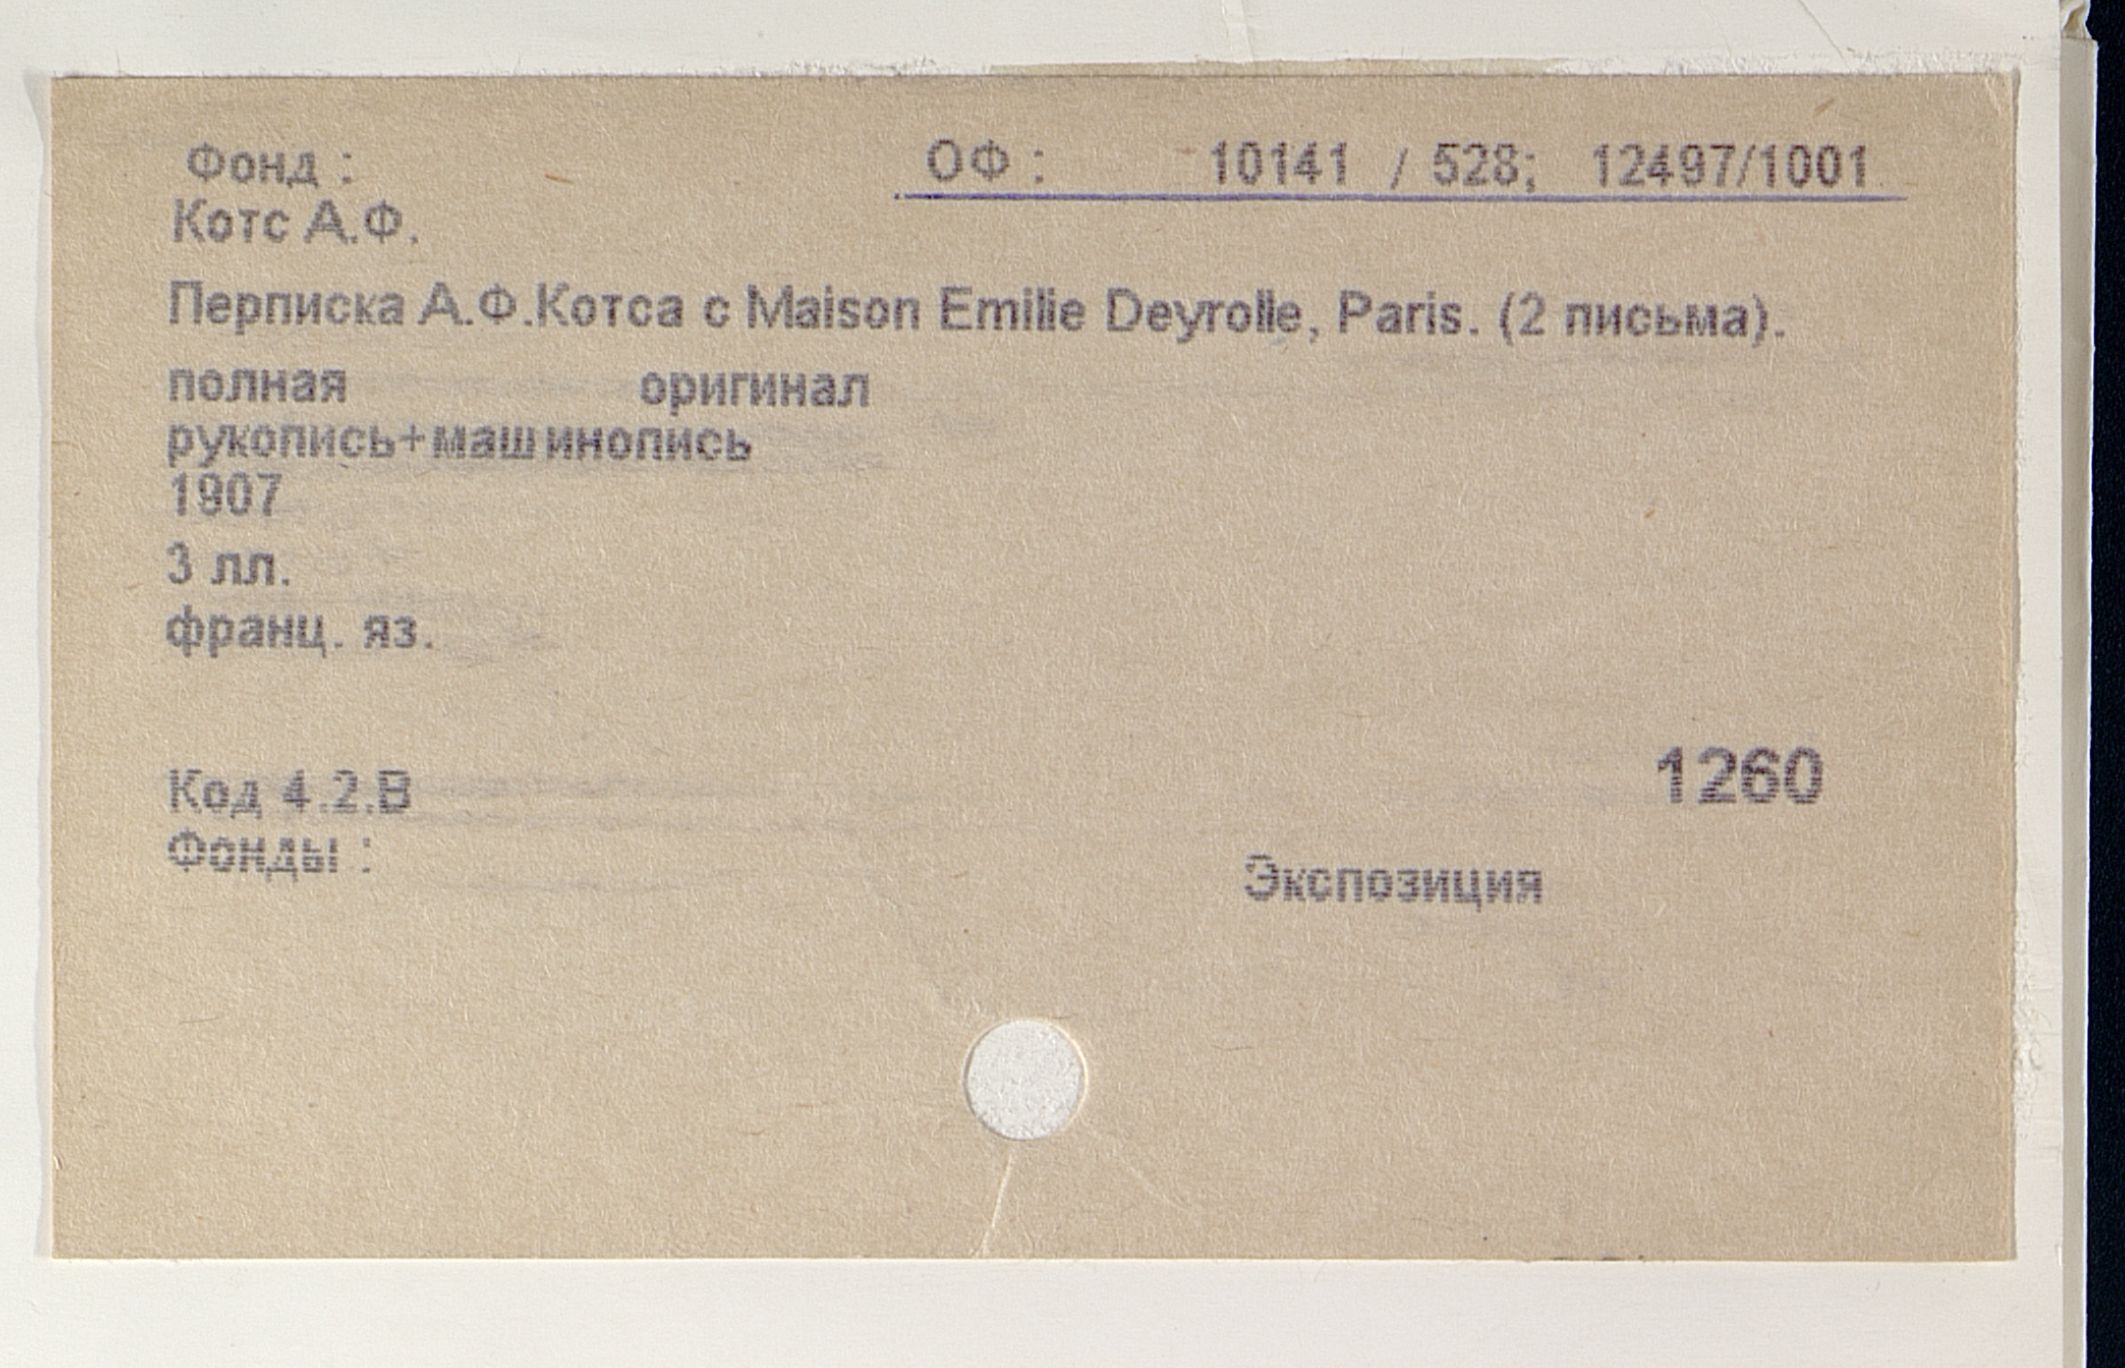 Фонд :
ОФ : 10141 / 528; 12497/1001
Котс А.Ф.
Перписка А.Ф.Котса с Maison Emilie Deyrolle, Paris. (2 письма).
полная оригинал
рукопись+машинопись
1907
3 лл.
франц. яз.
1260
Код 4.2.В
Фонды :
Экспозиция